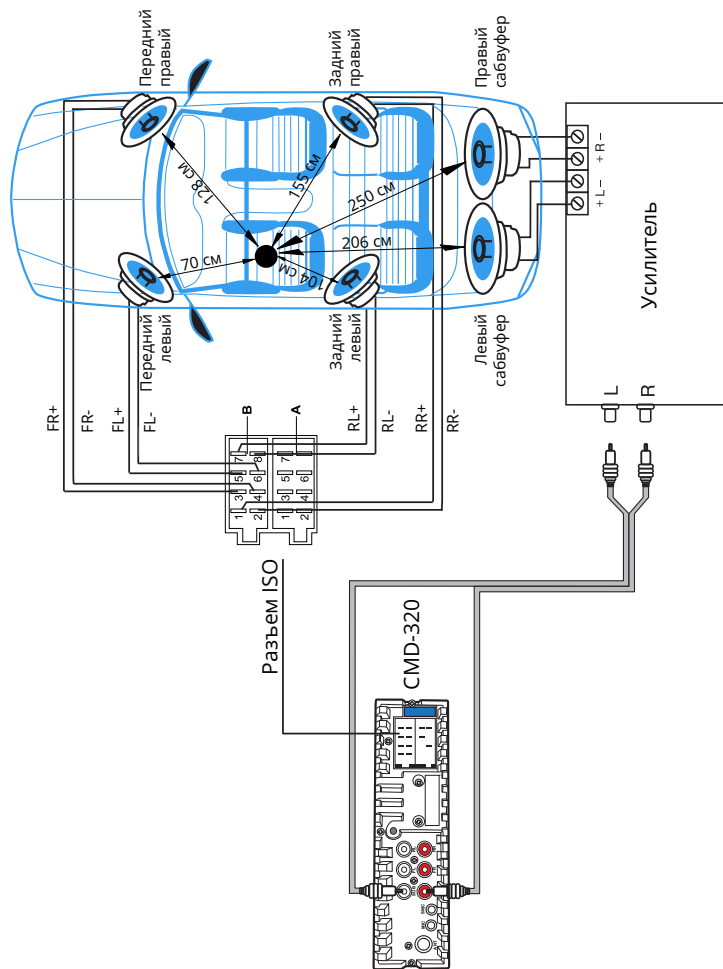 Передний
правый
Задний
правый
Правый
сабвуфер
128 см
155 см
250 см
70 см
104 см
206 см
+ L –
+ R –
Усилитель
L
R
Передний
левый
Задний
левый
Левый
сабвуфер
FR+
FR-
FL+
FL-
B
A
RL+
RL-
RR+
RR-
1
3
5
7
2
4
6
8
1
3
5
7
2
4
6
Разъем ISO
CMD-320